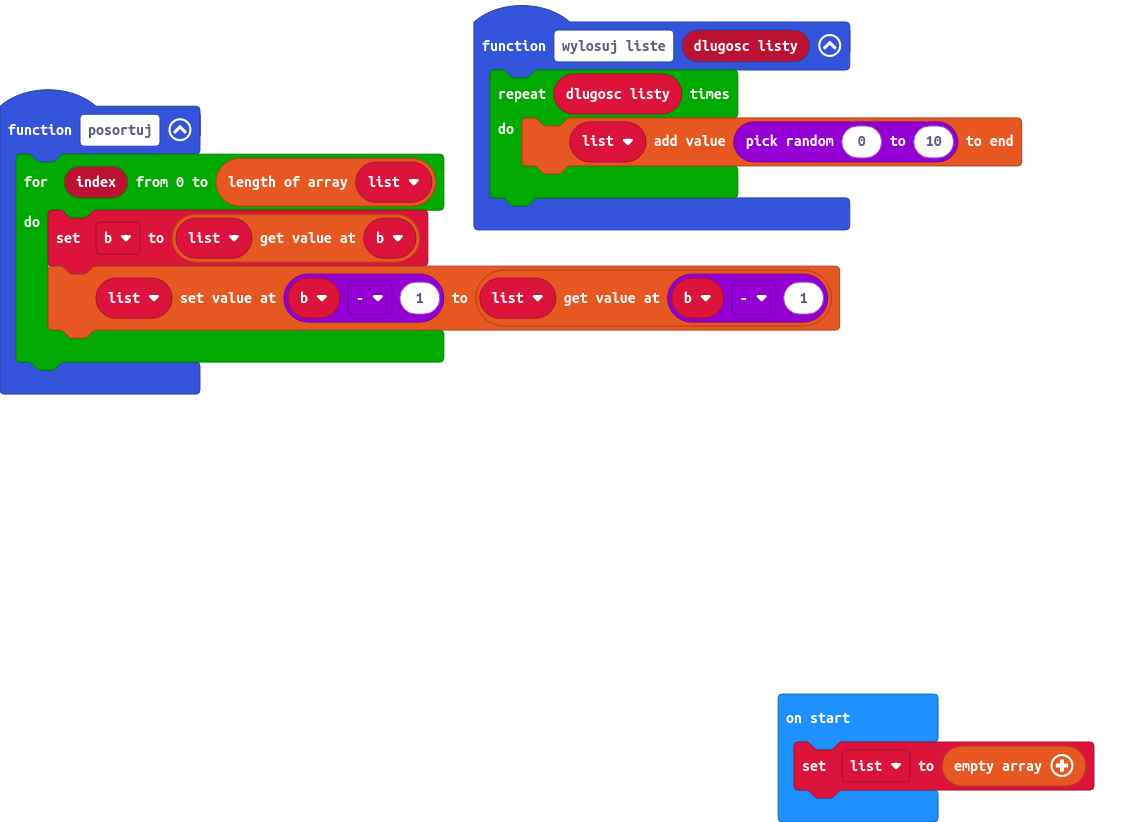 function wylosuj liste dlugosc listy
repeat dlugosc listy times
do
list add value pick random 0 to 10 to end
function posortuj
for index from 0 to length of array list
do
set b to list get value at b
list set value at b - 1 to list get value at b - 1
on start
set list to empty array